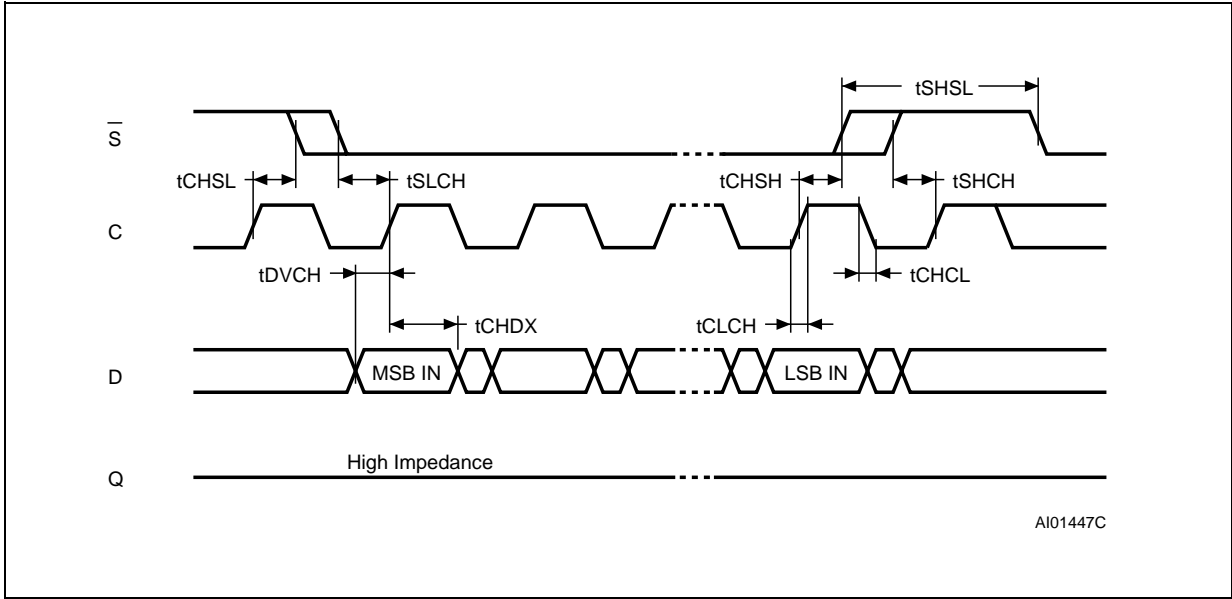 tSHSL
S̅
tCHSL
tSLCH
tCHSH
tSHCH
C
tDVCH
tCHCL
tCHDX
tCLCH
D
MSB IN
LSB IN
High Impedance
Q
AI01447C